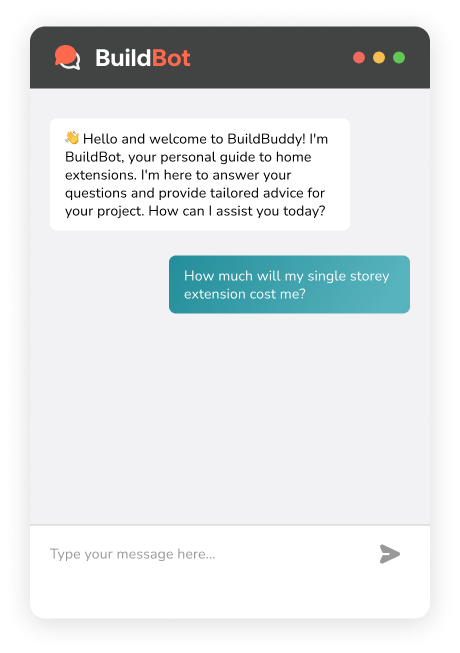 BuildBot
👋 Hello and welcome to BuildBuddy! I'm
BuildBot, your personal guide to home
extensions. I'm here to answer your
questions and provide tailored advice for
your project. How can I assist you today?
How much will my single storey
extension cost me?
Type your message here...